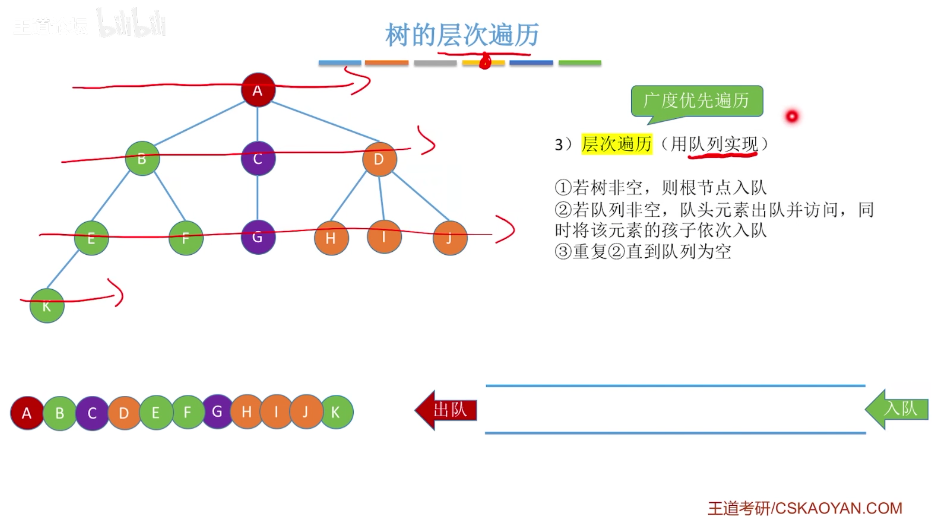 树的层次遍历
A
广度优先遍历
3）层次遍历（用队列实现）
B C D
①若树非空，则根节点入队
②若队列非空，队头元素出队并访问，同
时将该元素的孩子依次入队
③重复②直到队列为空
E F G H I J
K
A B C D E F G H I J K
出队
入队
王道考研/CSKAOYAN.COM